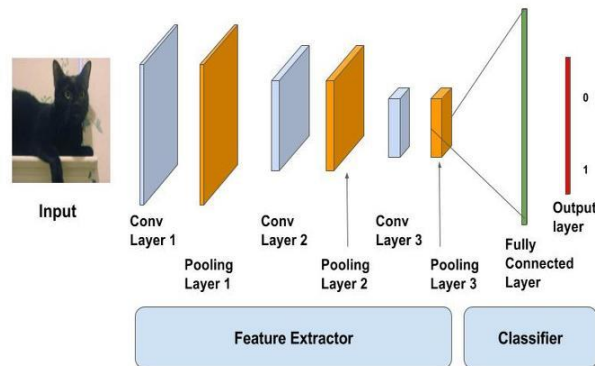 0
1
Input
Conv
Layer 1
Pooling
Layer 1
Conv
Layer 2
Pooling
Layer 2
Conv
Layer 3
Pooling
Layer 3
Fully
Connected
Layer
Output
layer
Feature Extractor
Classifier